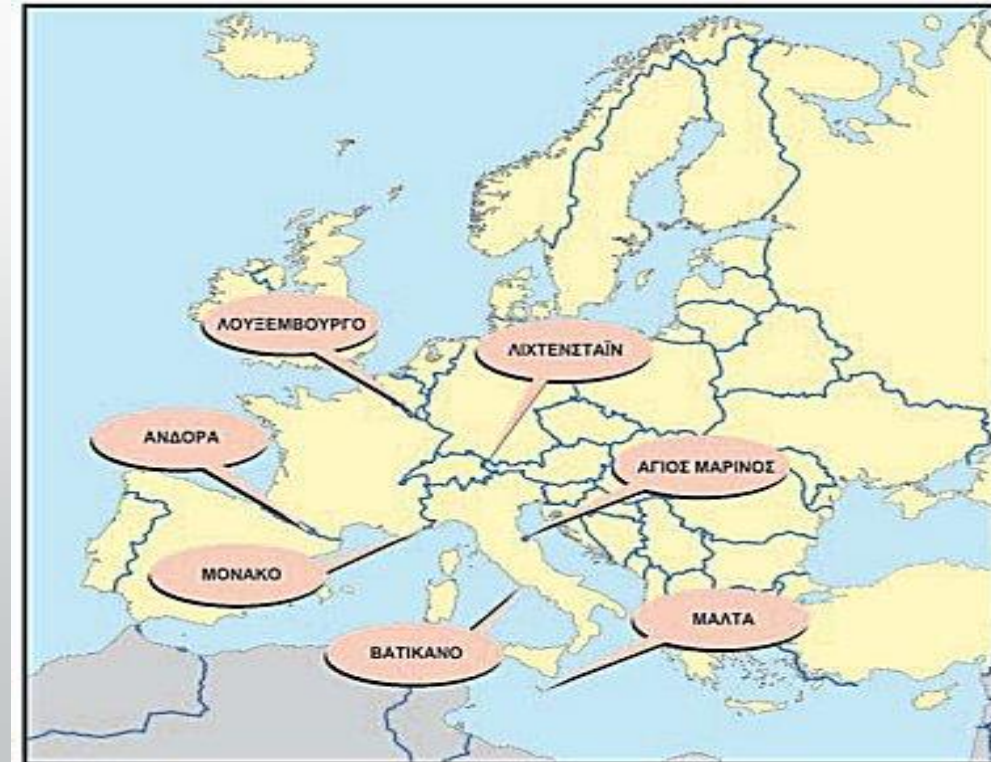 ΛΟΥΞΕΜΒΟΥΡΓΟ
ΛΙΧΤΕΝΣΤΑΪΝ
ΑΝΔΟΡΑ
ΑΓΙΟΣ ΜΑΡΙΝΟΣ
ΜΟΝΑΚΟ
ΜΑΛΤΑ
ΒΑΤΙΚΑΝΟ